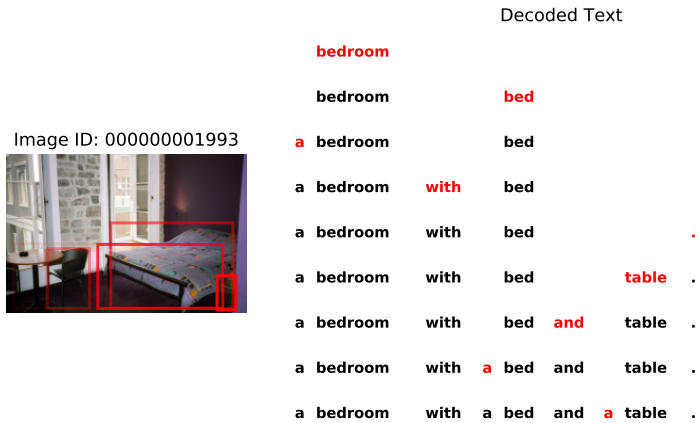 Decoded Text
bedroom
bedroom bed
Image ID: 000000001993
a bedroom bed
a bedroom with bed
a bedroom with bed .
a bedroom with bed table .
a bedroom with bed and table .
a bedroom with a bed and table .
a bedroom with a bed and a table .